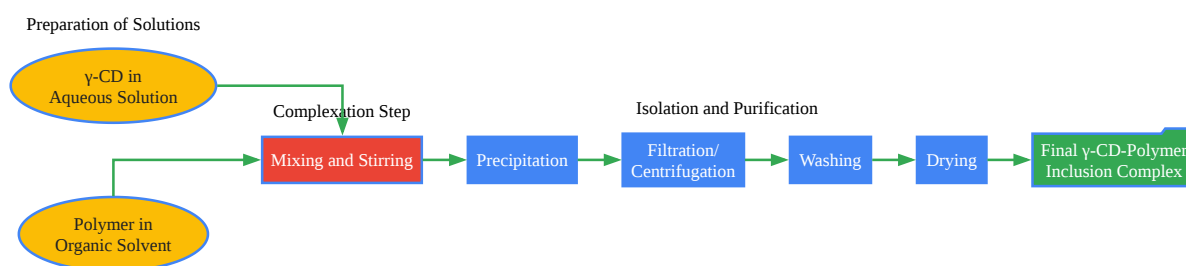 Preparation of Solutions
γ-CD in
Aqueous Solution
Complexation Step
Isolation and Purification
Mixing and Stirring
Precipitation
Filtration/
Centrifugation
Washing
Drying
Final γ-CD-Polymer
Inclusion Complex
Polymer in
Organic Solvent